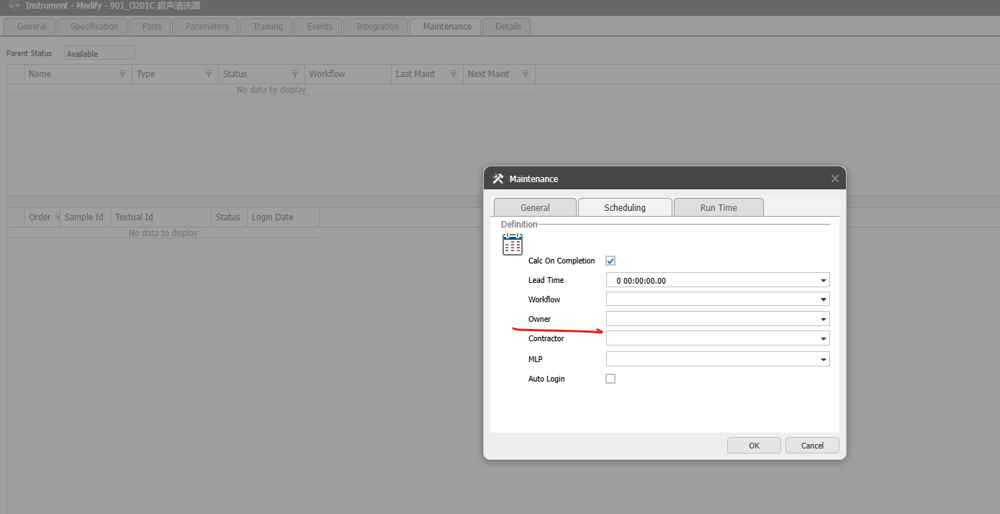 Instrument - Modify - 901_O201C 超声清洗器
General Specification Parts Parameters Training Events Integration Maintenance Details
Parent Status Available
Name Type Status Workflow Last Maint Next Maint
No data to display
Order Sample Id Textual Id Status Login Date
No data to display
Maintenance
General Scheduling Run Time
Definition
Calc On Completion
Lead Time 0 00:00:00.00
Workflow
Owner
Contractor
MLP
Auto Login
OK Cancel